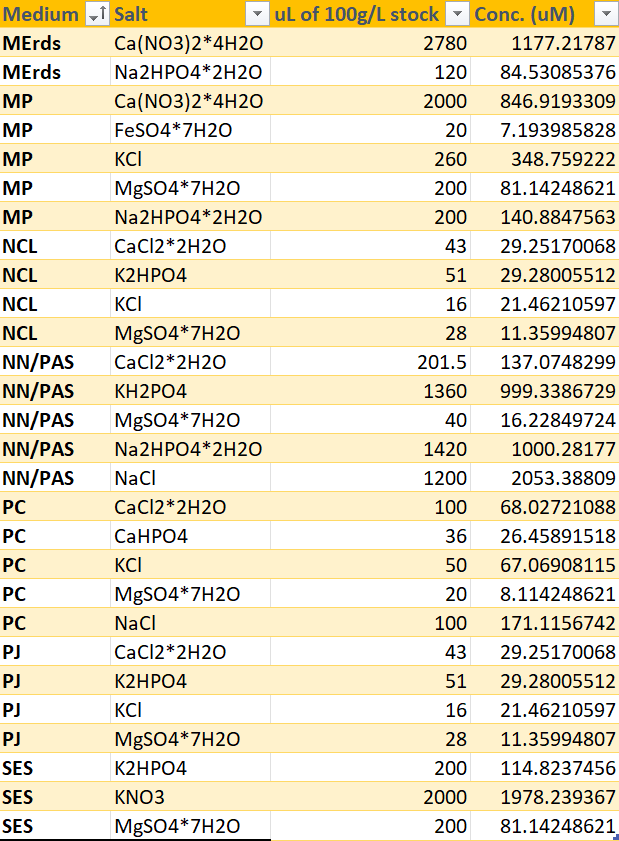 Medium Salt uL of 100g/L stock Conc. (uM)
MErds Ca(NO3)2*4H2O 2780 1177.21787
MErds Na2HPO4*2H2O 120 84.53085376
MP Ca(NO3)2*4H2O 2000 846.9193309
MP FeSO4*7H2O 20 7.193985828
MP KCl 260 348.759222
MP MgSO4*7H2O 200 81.14248621
MP Na2HPO4*2H2O 200 140.8847563
NCL CaCl2*2H2O 43 29.25170068
NCL K2HPO4 51 29.28005512
NCL KCl 16 21.46210597
NCL MgSO4*7H2O 28 11.35994807
NN/PAS CaCl2*2H2O 201.5 137.0748299
NN/PAS KH2PO4 1360 999.3386729
NN/PAS MgSO4*7H2O 40 16.22849724
NN/PAS Na2HPO4*2H2O 1420 1000.28177
NN/PAS NaCl 1200 2053.38809
PC CaCl2*2H2O 100 68.02721088
PC CaHPO4 36 26.45891518
PC KCl 50 67.06908115
PC MgSO4*7H2O 20 8.114248621
PC NaCl 100 171.1156742
PJ CaCl2*2H2O 43 29.25170068
PJ K2HPO4 51 29.28005512
PJ KCl 16 21.46210597
PJ MgSO4*7H2O 28 11.35994807
SES K2HPO4 200 114.8237456
SES KNO3 2000 1978.239367
SES MgSO4*7H2O 200 81.14248621